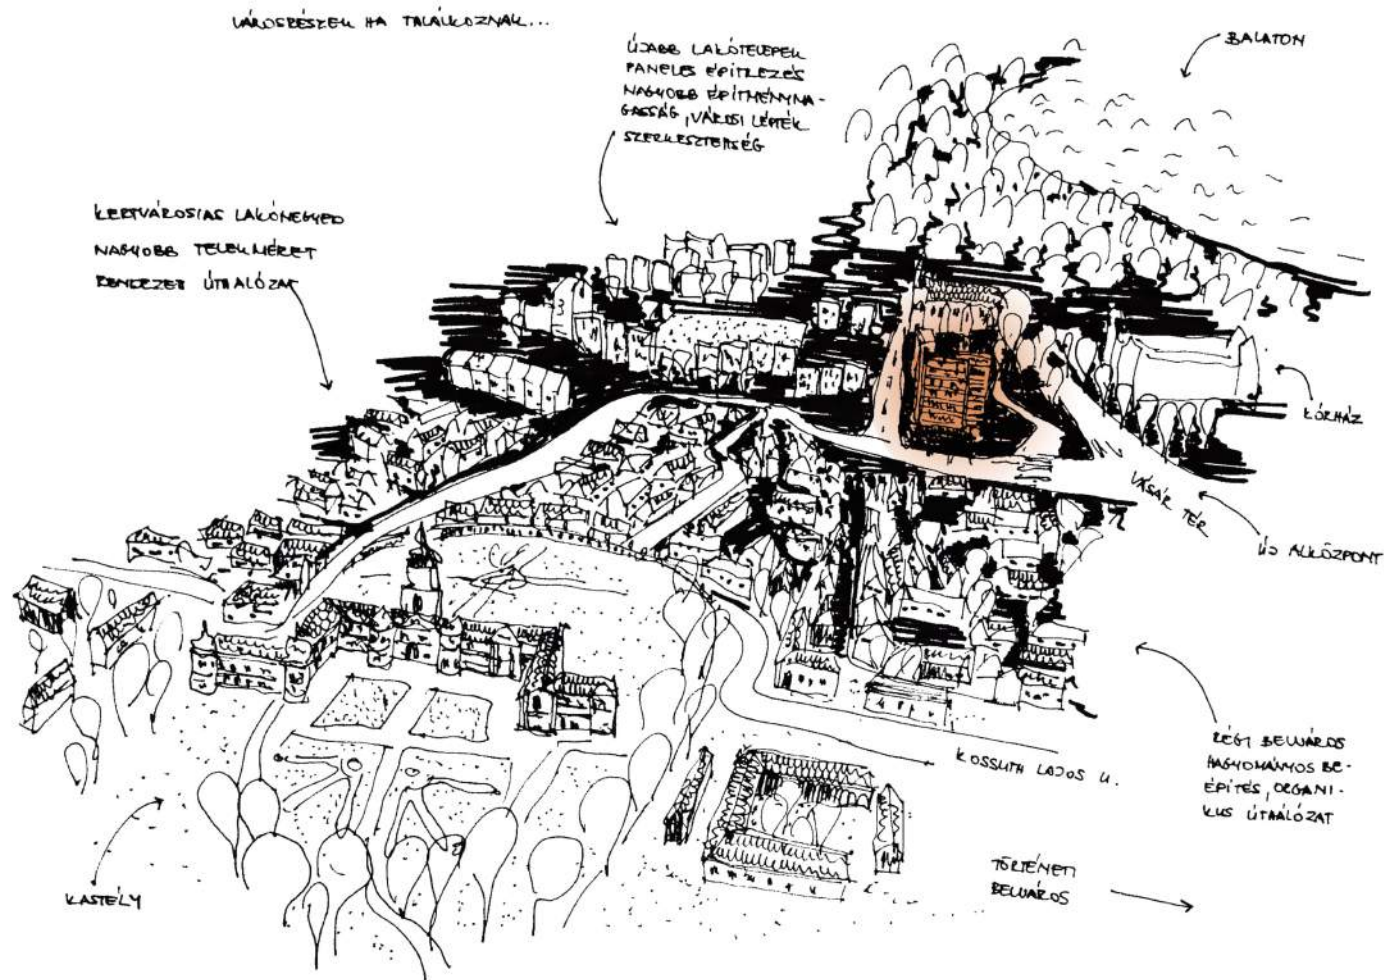 VÁROSRÉSZEK HA TALÁLKOZNAK...
ÚJABB LAKÓTELEPEK
PANELES ÉPÍTKEZÉS
NAGYOBB ÉPÍTMÉNYMA-
GASSÁG, VÁROSI LÉPTÉK
SZERKESZTETTSÉG
BALATON
KERTVÁROSIAS LAKÓNEGYED
NAGYOBB TELEKMÉRET
RENDEZETT ÚTHÁLÓZAT
KÓRHÁZ
VÁSÁR TÉR
ÚJ ALKÖZPONT
RÉGI BELVÁROS
HAGYOMÁNYOS BE-
ÉPÍTÉS, ORGANI-
KUS ÚTHÁLÓZAT
KOSSUTH LAJOS U.
TÖRTÉNETI
BELVÁROS
KASTÉLY